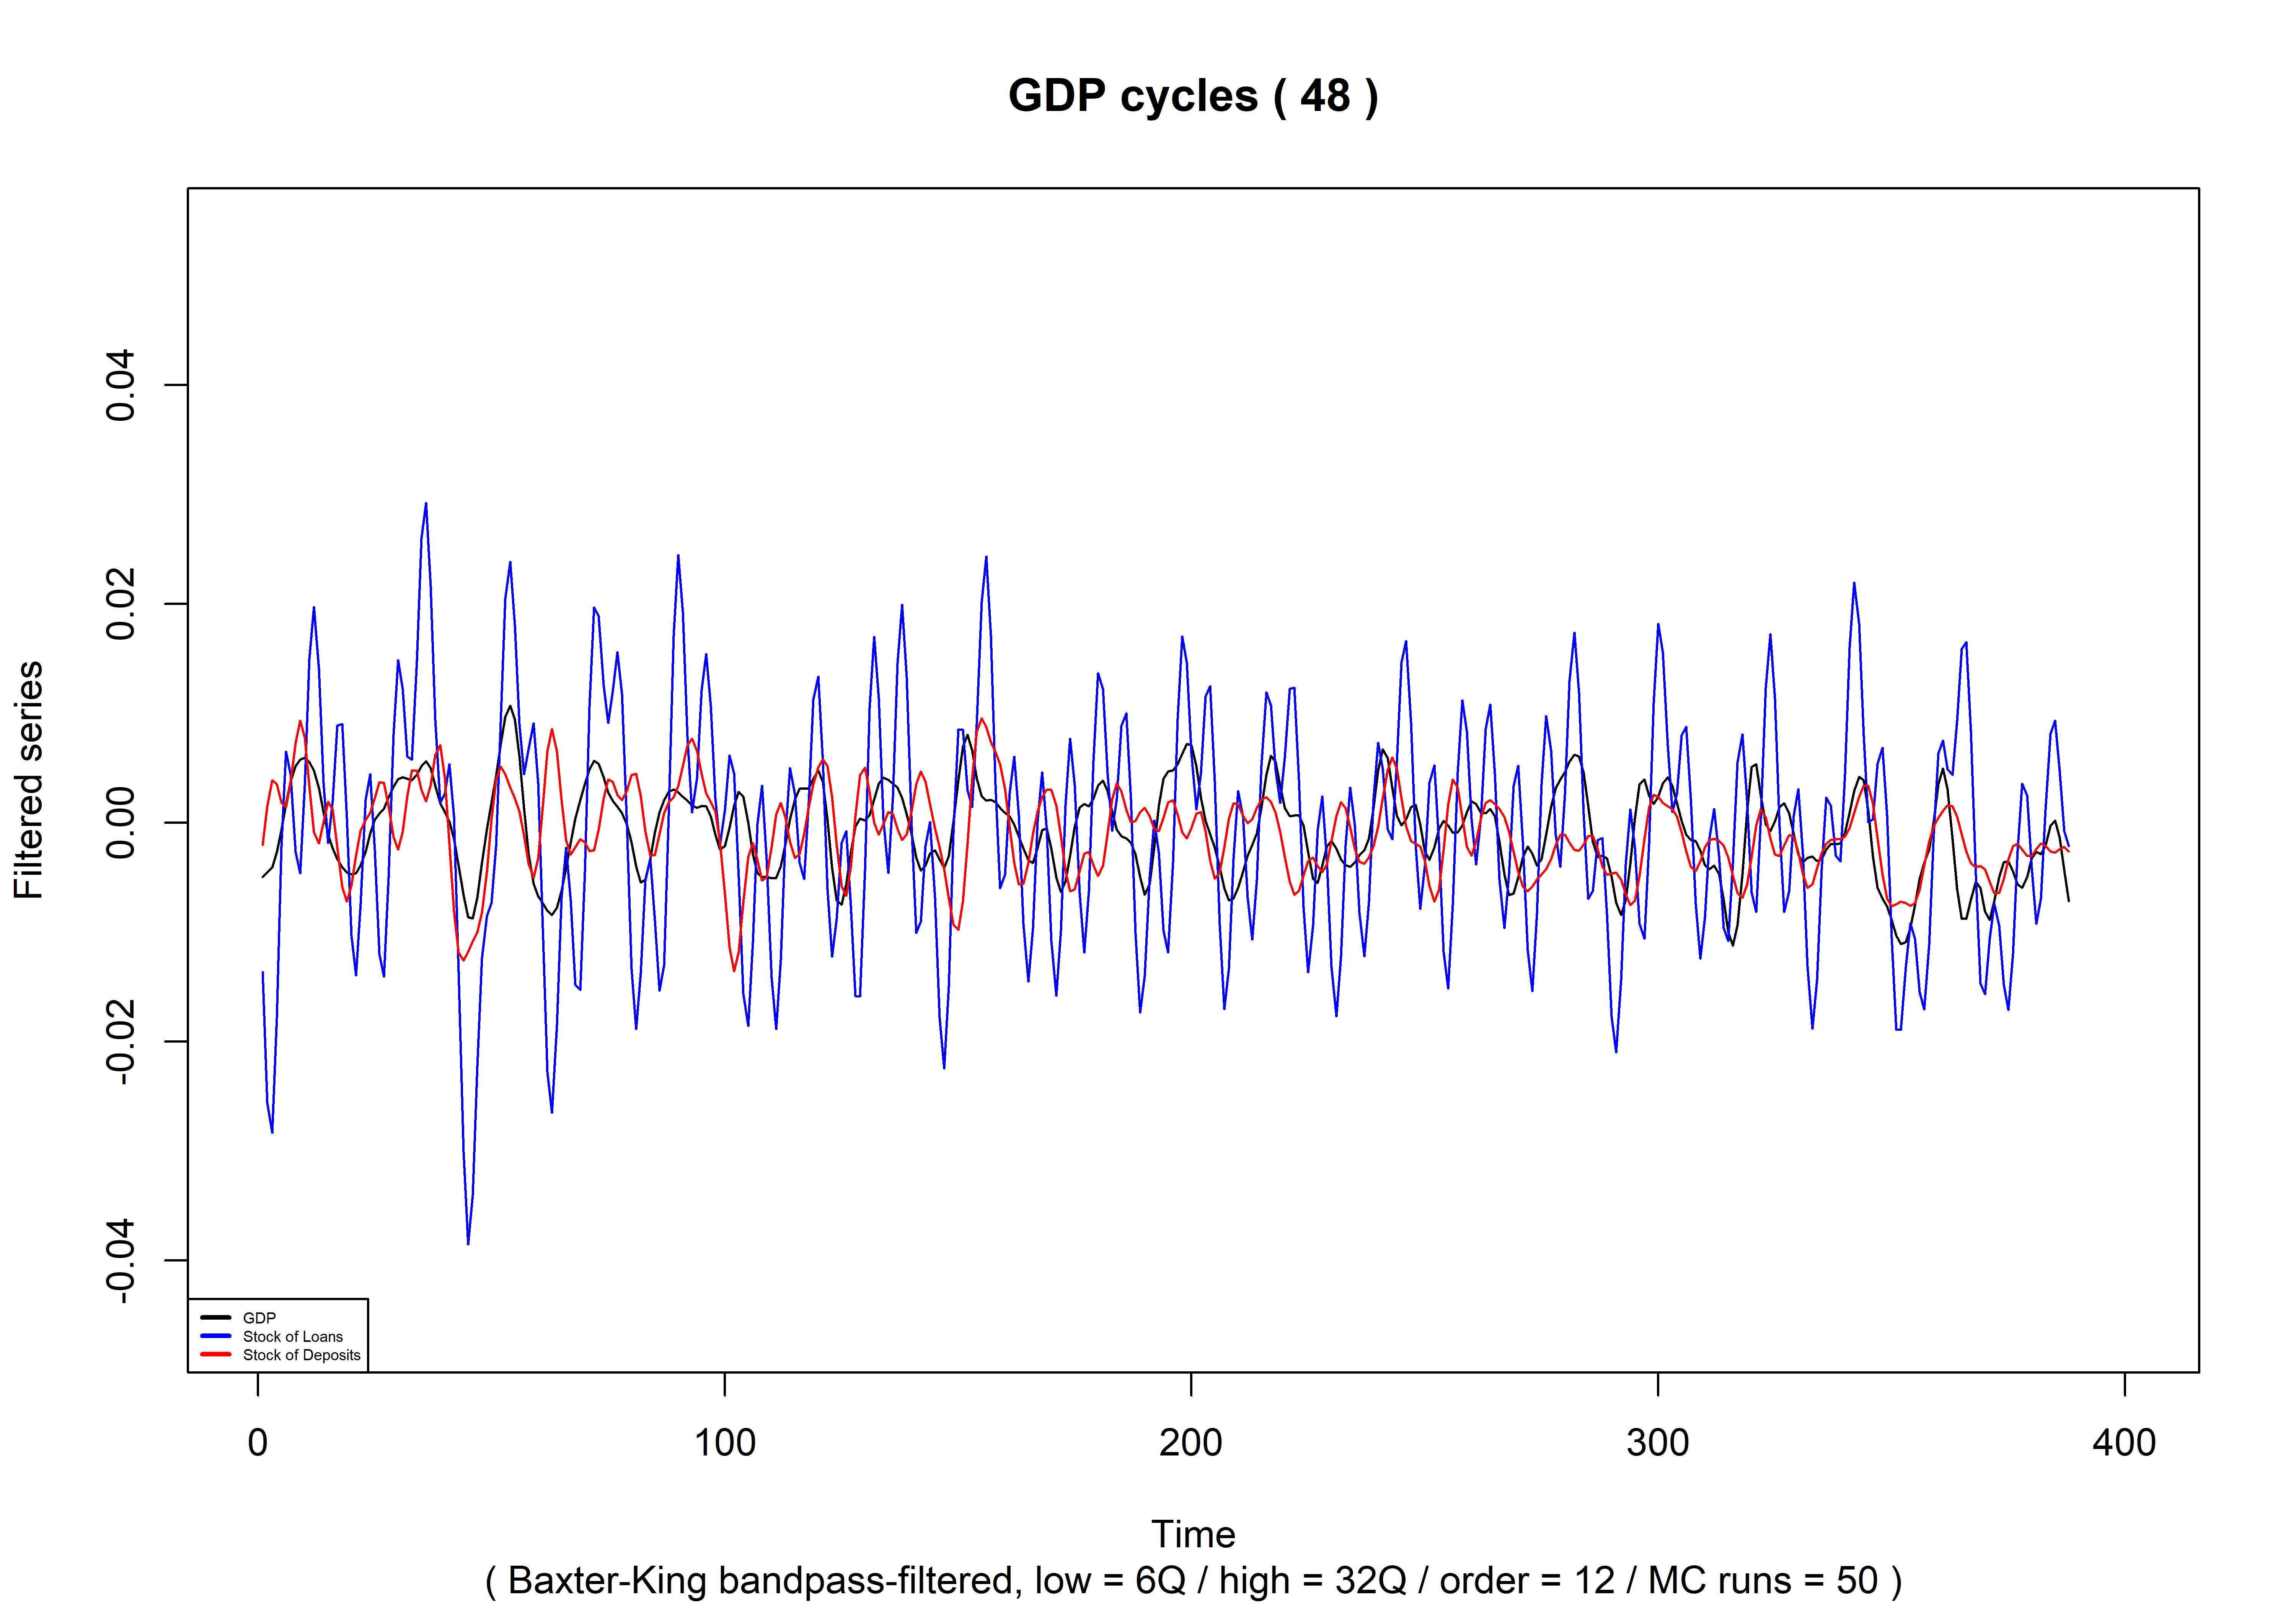 GDP cycles ( 48 )
Filtered series
0.04
0.02
0.00
-0.02
-0.04
GDP
Stock of Loans
Stock of Deposits
0
100
200
300
400
Time
( Baxter-King bandpass-filtered, low = 6Q / high = 32Q / order = 12 / MC runs = 50 )